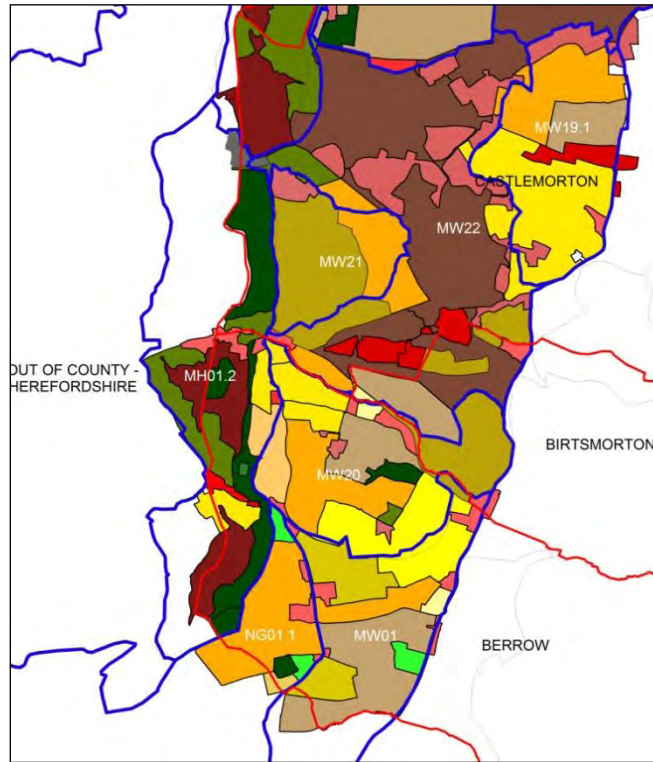 MW19.1
CASTLEMORTON
MW22
MW21
OUT OF COUNTY -
HEREFORDSHIRE
MH01.2
BIRTSMORTON
MW20
NG01 1
MW01
BERROW